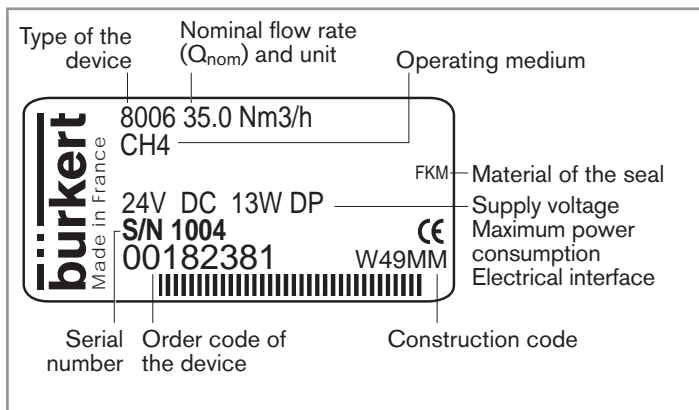 Type of the device
Nominal flow rate (Qnom) and unit
Operating medium
bürkert
Made in France
8006 35.0 Nm3/h
CH4
FKM
Material of the seal
24V DC 13W DP
Supply voltage
Maximum power consumption
Electrical interface
S/N 1004
CE
00182381
W49MM
Serial number
Order code of the device
Construction code